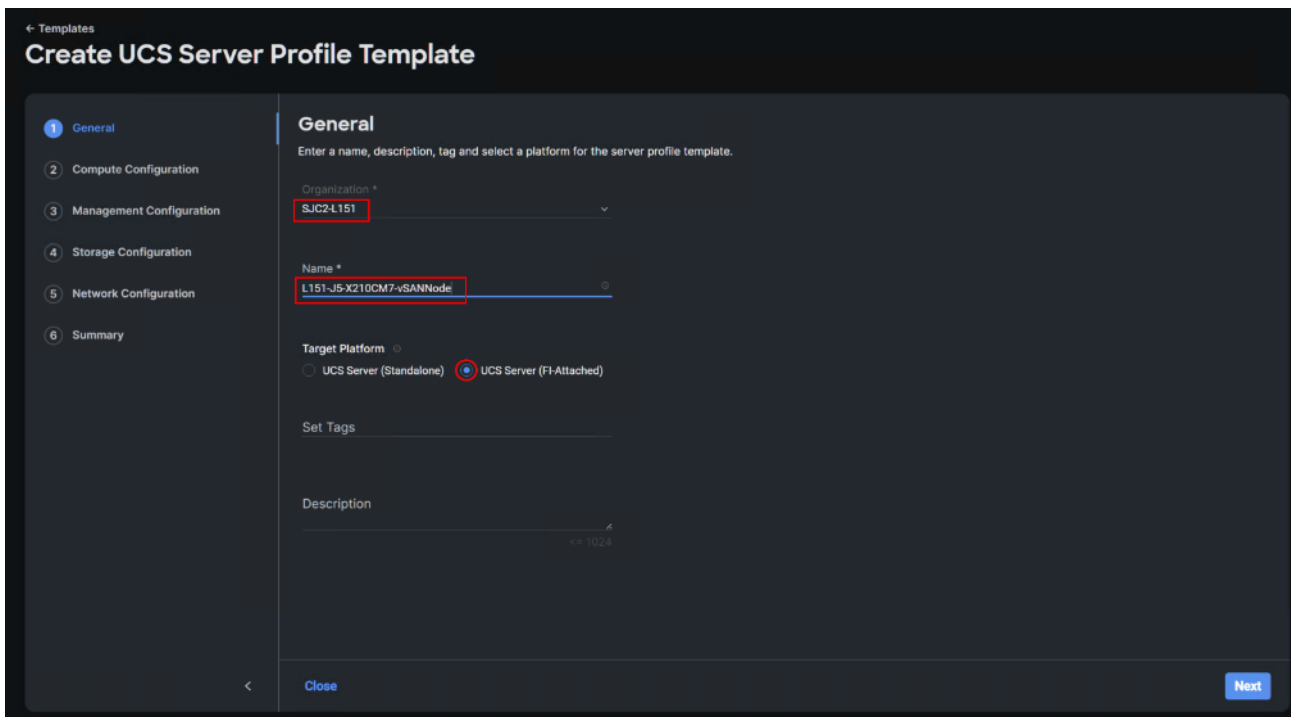 ← Templates
Create UCS Server Profile Template
1 General
2 Compute Configuration
3 Management Configuration
4 Storage Configuration
5 Network Configuration
6 Summary
General
Enter a name, description, tag and select a platform for the server profile template.
Organization *
SJC2-L151
Name *
L151-J5-X210CM7-vSANNode
Target Platform
UCS Server (Standalone) UCS Server (FI-Attached)
Set Tags
Description
<= 1024
Close
Next